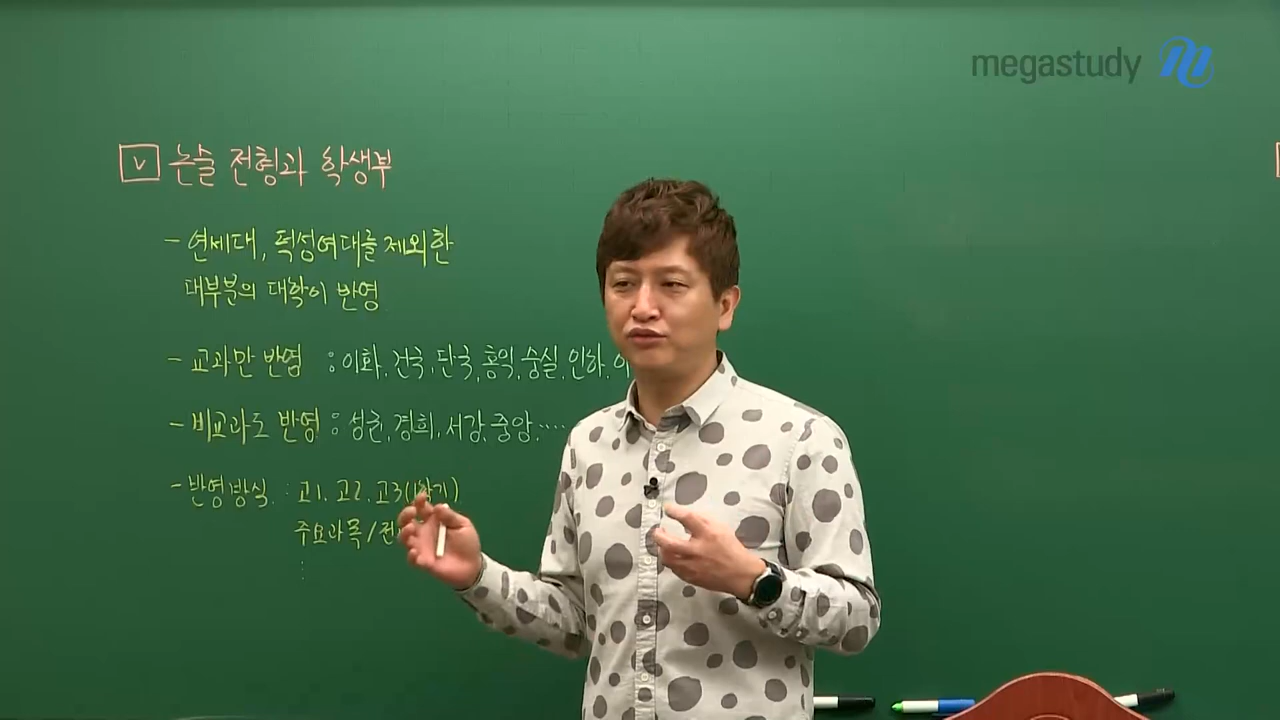 megastudy
V 논술 전형과 학생부
- 연세대, 덕성여대를 제외한
대부분의 대학이 반영
- 교과만 반영 : 이화, 건국, 단국, 홍익, 숭실, 인하,
- 비교과도 반영 : 성균, 경희, 서강, 중앙, ....
- 반영방식 : 고1, 고2, 고3(1학기)
주요과목/전